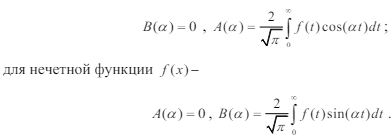 B(α) = 0 , A(α) = 2/√π ∫₀^∞ f(t)cos(αt)dt ;
для нечетной функции f(x) –
A(α) = 0 , B(α) = 2/√π ∫₀^∞ f(t)sin(αt)dt .